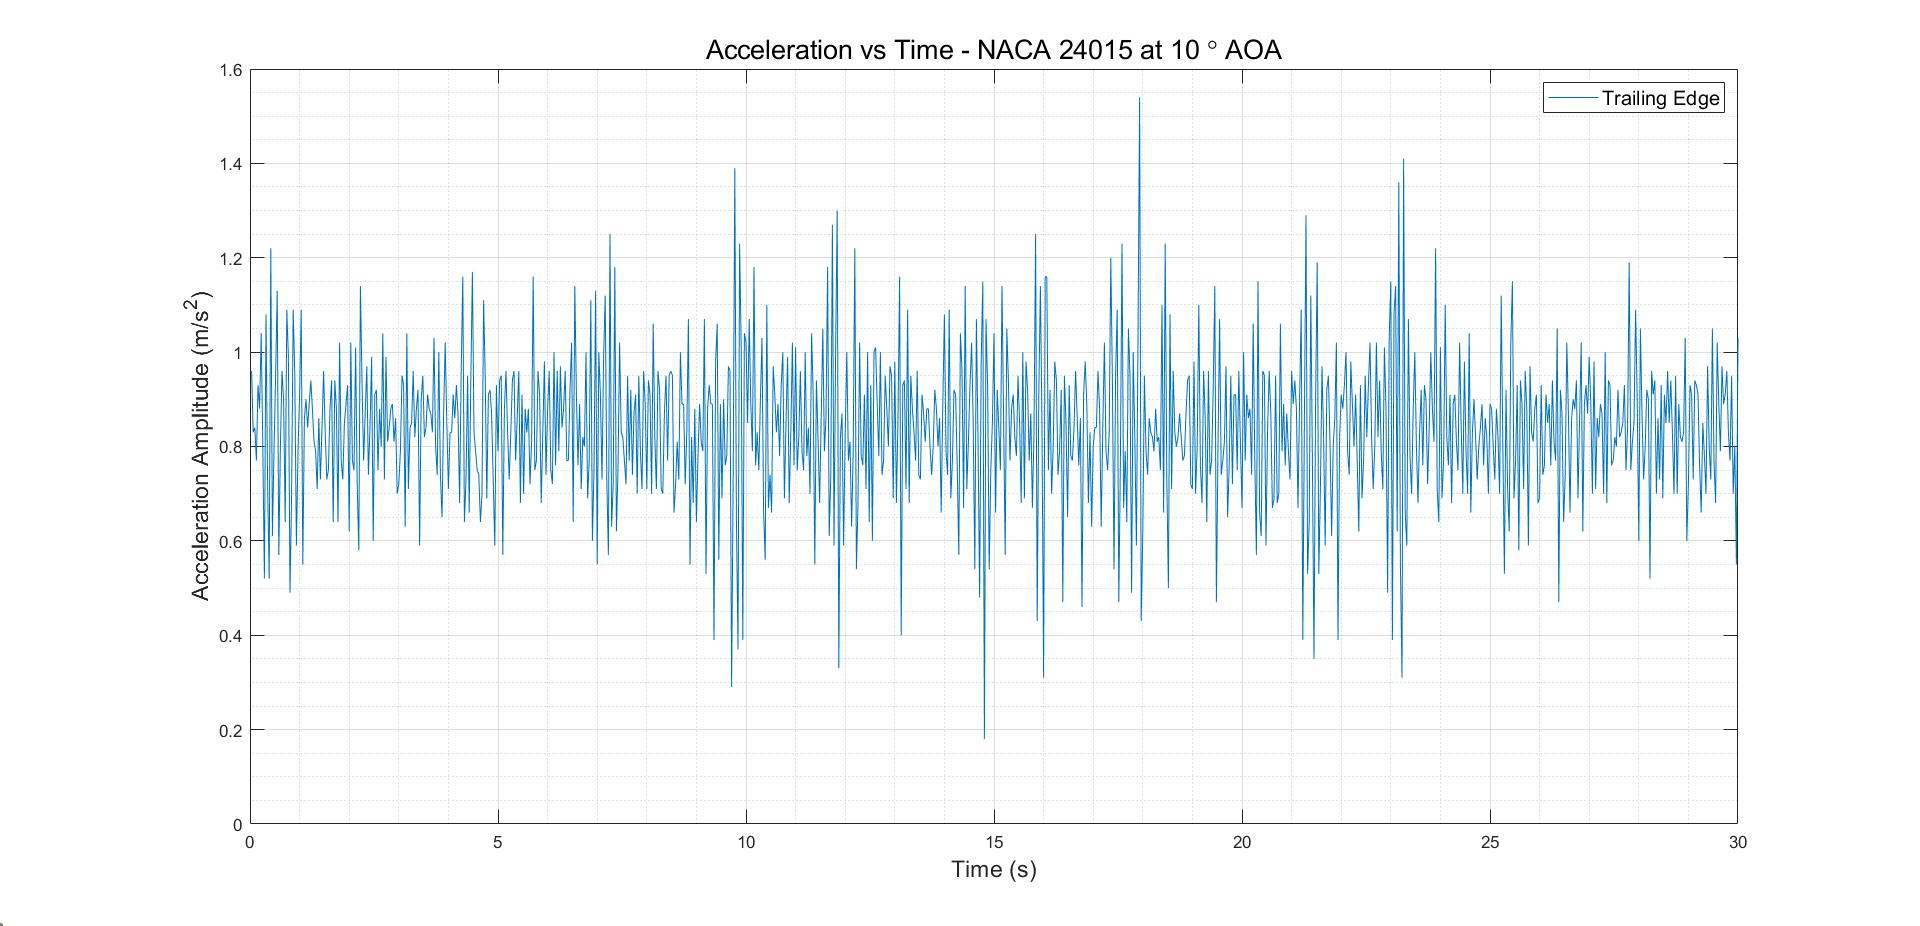 Acceleration vs Time - NACA 24015 at 10 ° AOA
Trailing Edge
Acceleration Amplitude (m/s²)
1.6
1.4
1.2
1
0.8
0.6
0.4
0.2
0
0 5 10 15 20 25 30
Time (s)